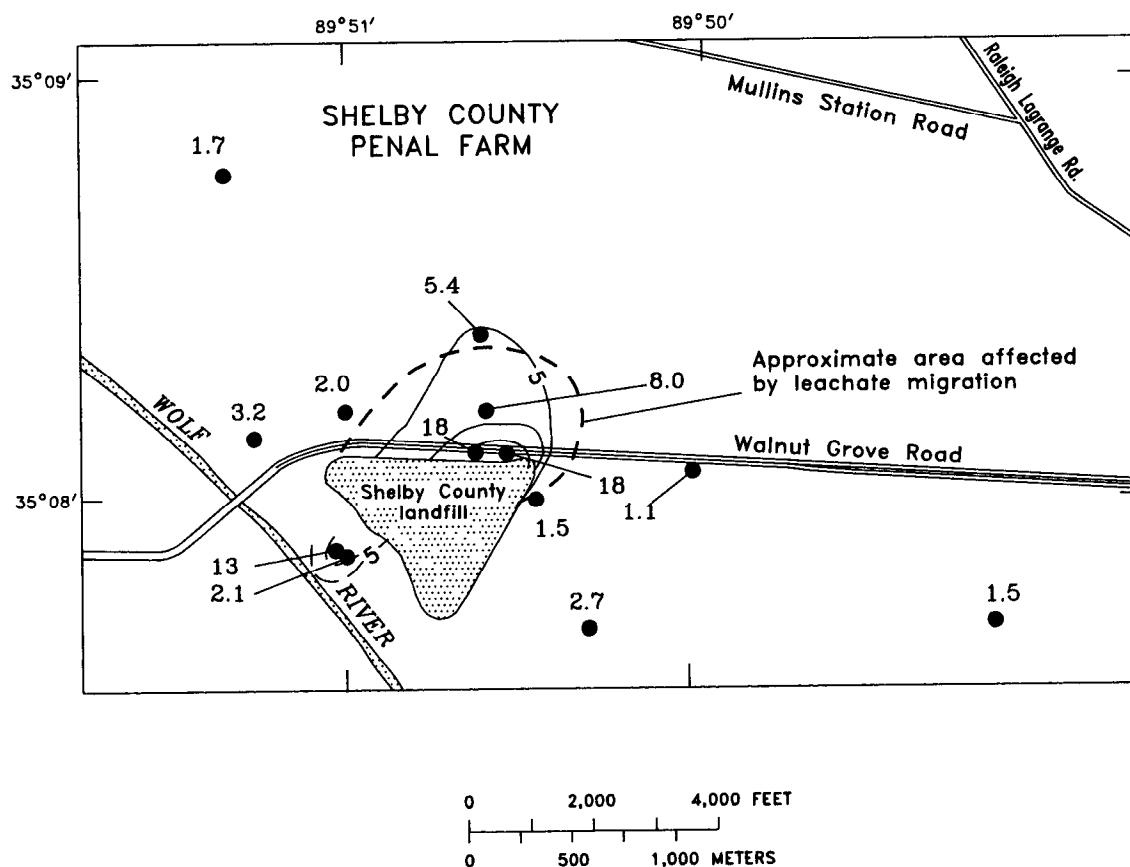 89°51'
89°50'
35°09'
SHELBY COUNTY
PENAL FARM
Mullins Station Road
Raleigh Lagrange Rd.
1.7
5.4
5
Approximate area affected
by leachate migration
2.0
8.0
3.2
WOLF
18
Walnut Grove Road
35°08'
Shelby County
landfill
18
1.1
1.5
5
13
2.1
RIVER
2.7
1.5
0 2,000 4,000 FEET
0 500 1,000 METERS